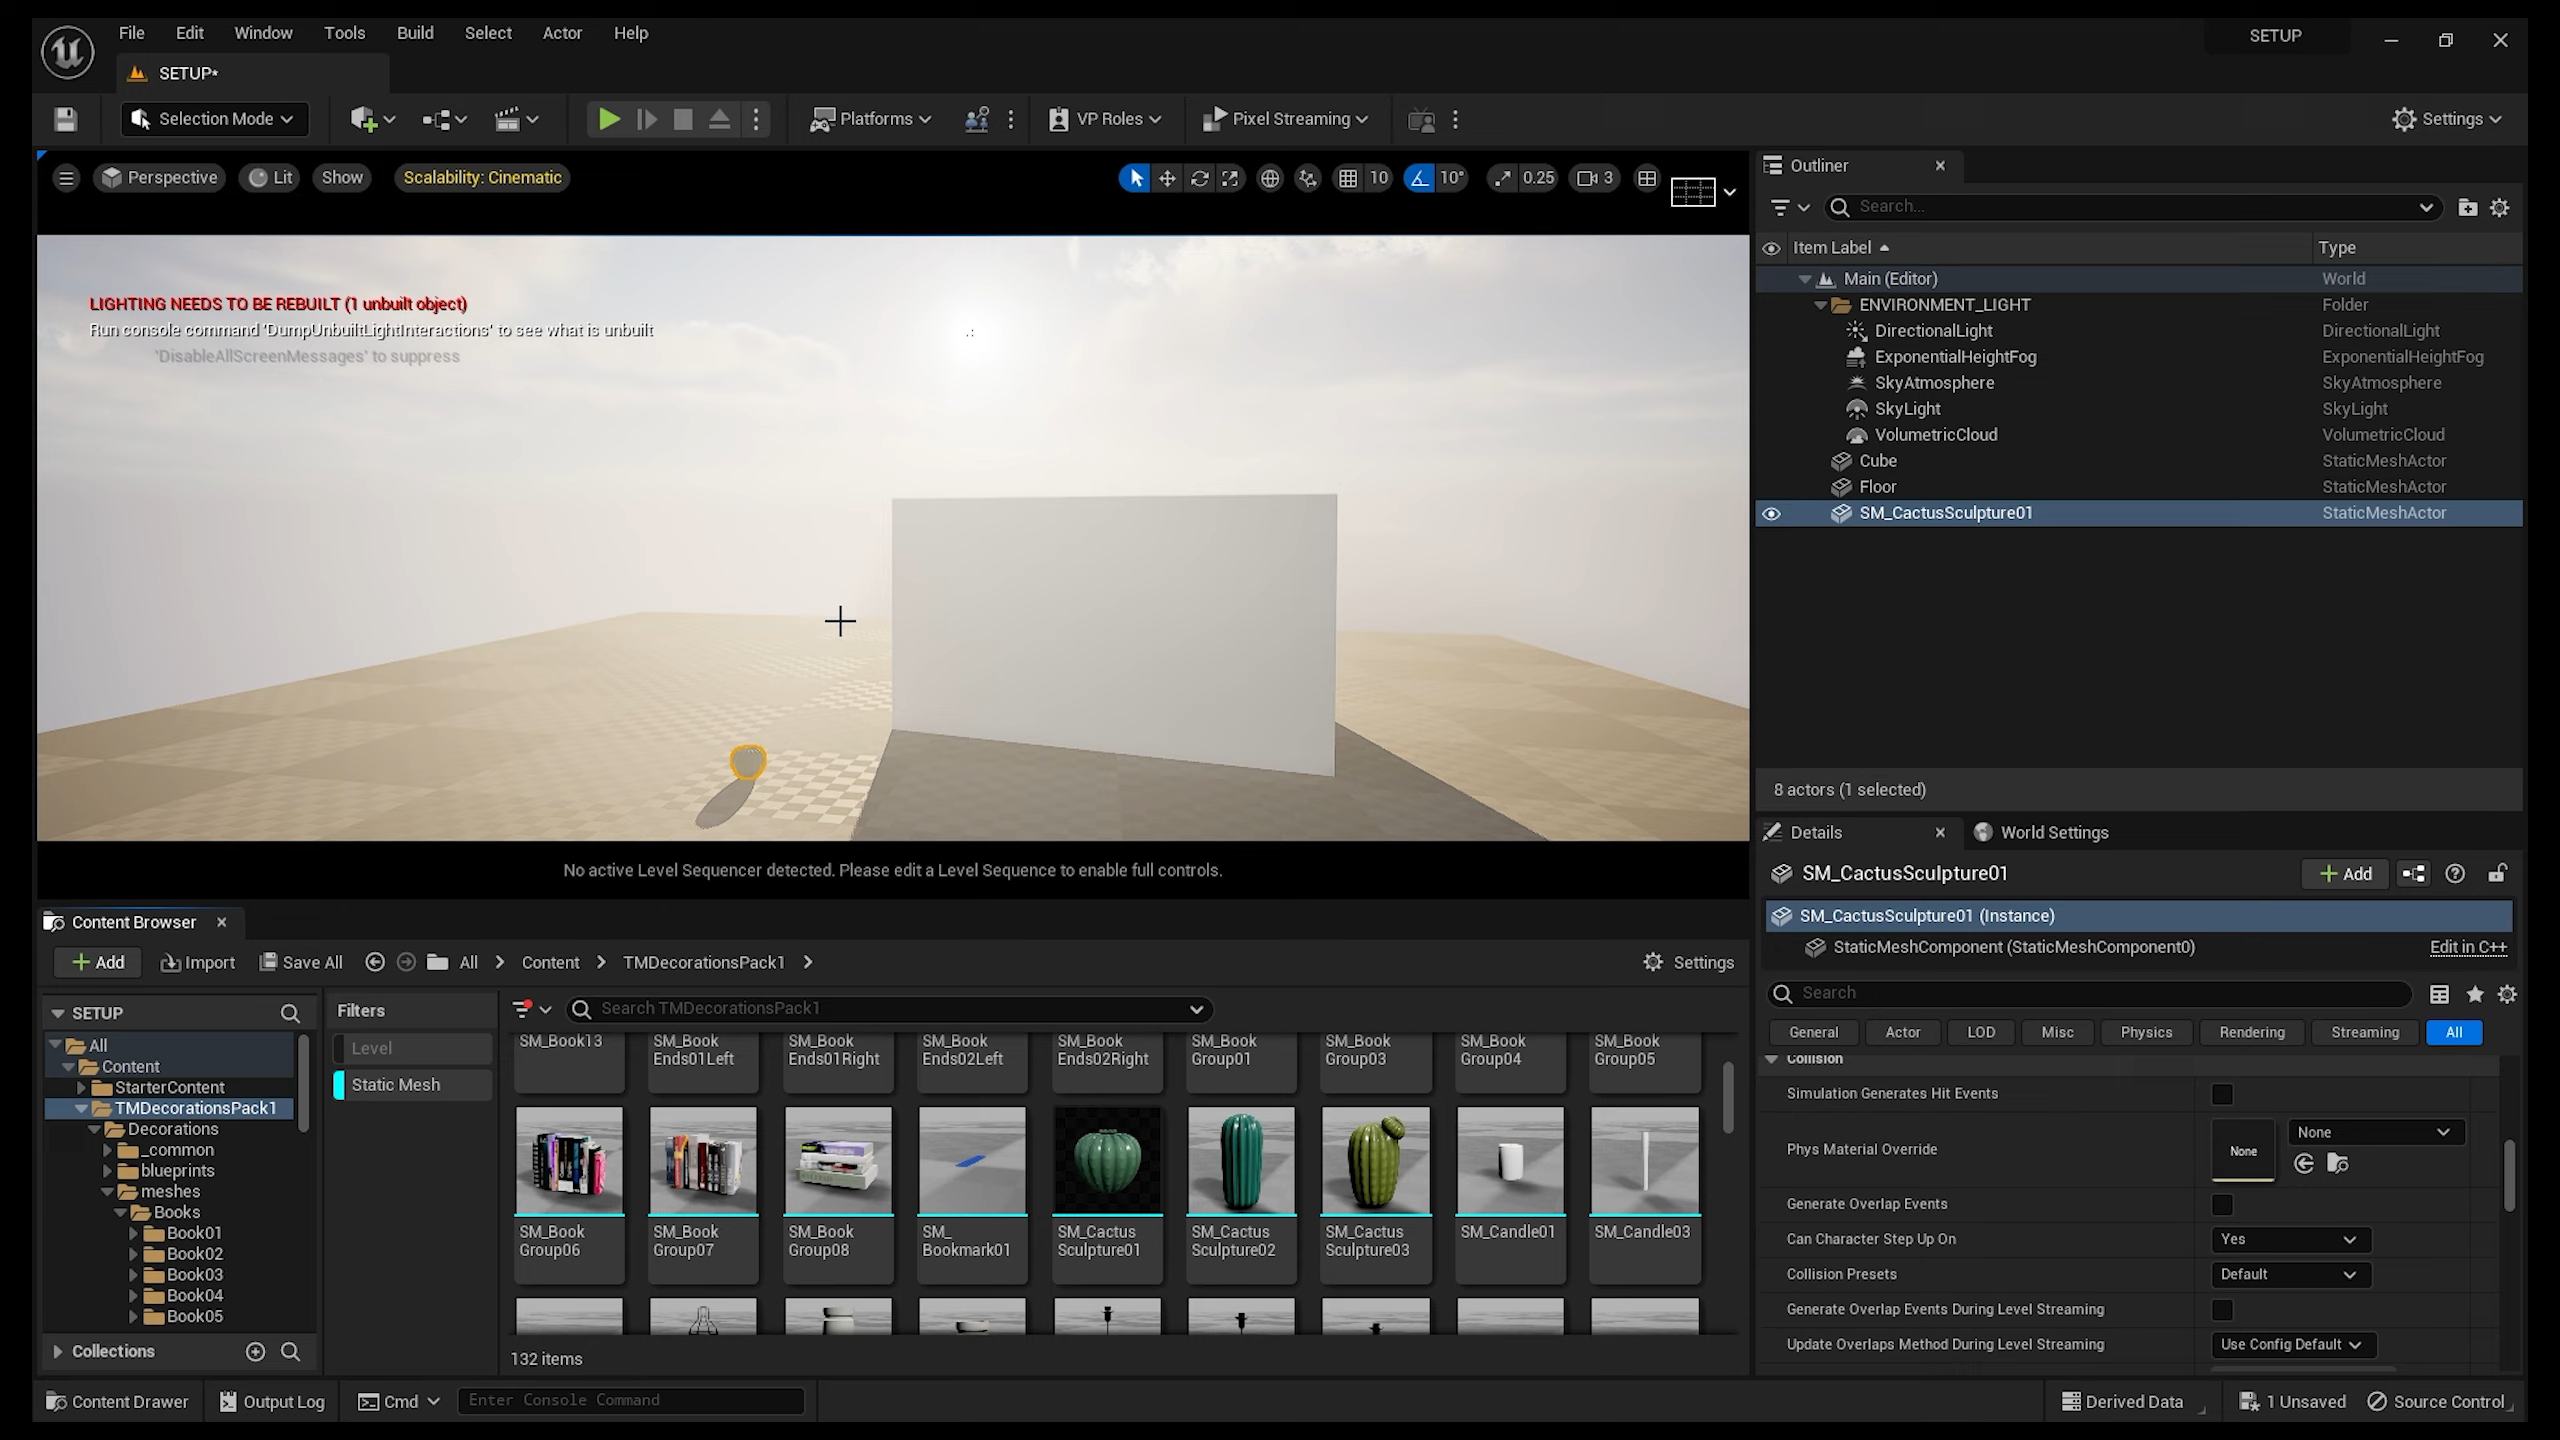 File Edit Window Tools Build Select Actor Help
SETUP
SETUP*
Selection Mode
Platforms
VP Roles
Pixel Streaming
Settings
Perspective
Lit
Show
Scalability: Cinematic
10
10°
0.25
3
LIGHTING NEEDS TO BE REBUILT (1 unbuilt object)
Run console command 'DumpUnbuiltLightInteractions' to see what is unbuilt
'DisableAllScreenMessages' to suppress
No active Level Sequencer detected. Please edit a Level Sequence to enable full controls.
Outliner
Search...
Item Label Type
Main (Editor) World
ENVIRONMENT_LIGHT Folder
DirectionalLight DirectionalLight
ExponentialHeightFog ExponentialHeightFog
SkyAtmosphere SkyAtmosphere
SkyLight SkyLight
VolumetricCloud VolumetricCloud
Cube StaticMeshActor
Floor StaticMeshActor
SM_CactusSculpture01 StaticMeshActor
8 actors (1 selected)
Details
World Settings
SM_CactusSculpture01
Add
SM_CactusSculpture01 (Instance)
StaticMeshComponent (StaticMeshComponent0)
Edit in C++
Search
General Actor LOD Misc Physics Rendering Streaming All
Collision
Simulation Generates Hit Events
Phys Material Override
None
None
Generate Overlap Events
Can Character Step Up On Yes
Collision Presets Default
Generate Overlap Events During Level Streaming
Update Overlaps Method During Level Streaming Use Config Default
Content Browser
Add
Import
Save All
All
Content
TMDecorationsPack1
Settings
SETUP
All
Content
StarterContent
TMDecorationsPack1
Decorations
_common
blueprints
meshes
Books
Book01
Book02
Book03
Book04
Book05
Collections
Filters
Level
Static Mesh
Search TMDecorationsPack1
SM_Book13
SM_Book
Ends01Left
SM_Book
Ends01Right
SM_Book
Ends02Left
SM_Book
Ends02Right
SM_Book
Group01
SM_Book
Group03
SM_Book
Group04
SM_Book
Group05
SM_Book
Group06
SM_Book
Group07
SM_Book
Group08
SM_
Bookmark01
SM_Cactus
Sculpture01
SM_Cactus
Sculpture02
SM_Cactus
Sculpture03
SM_Candle01
SM_Candle03
132 items
Content Drawer
Output Log
Cmd
Enter Console Command
Derived Data
1 Unsaved
Source Control